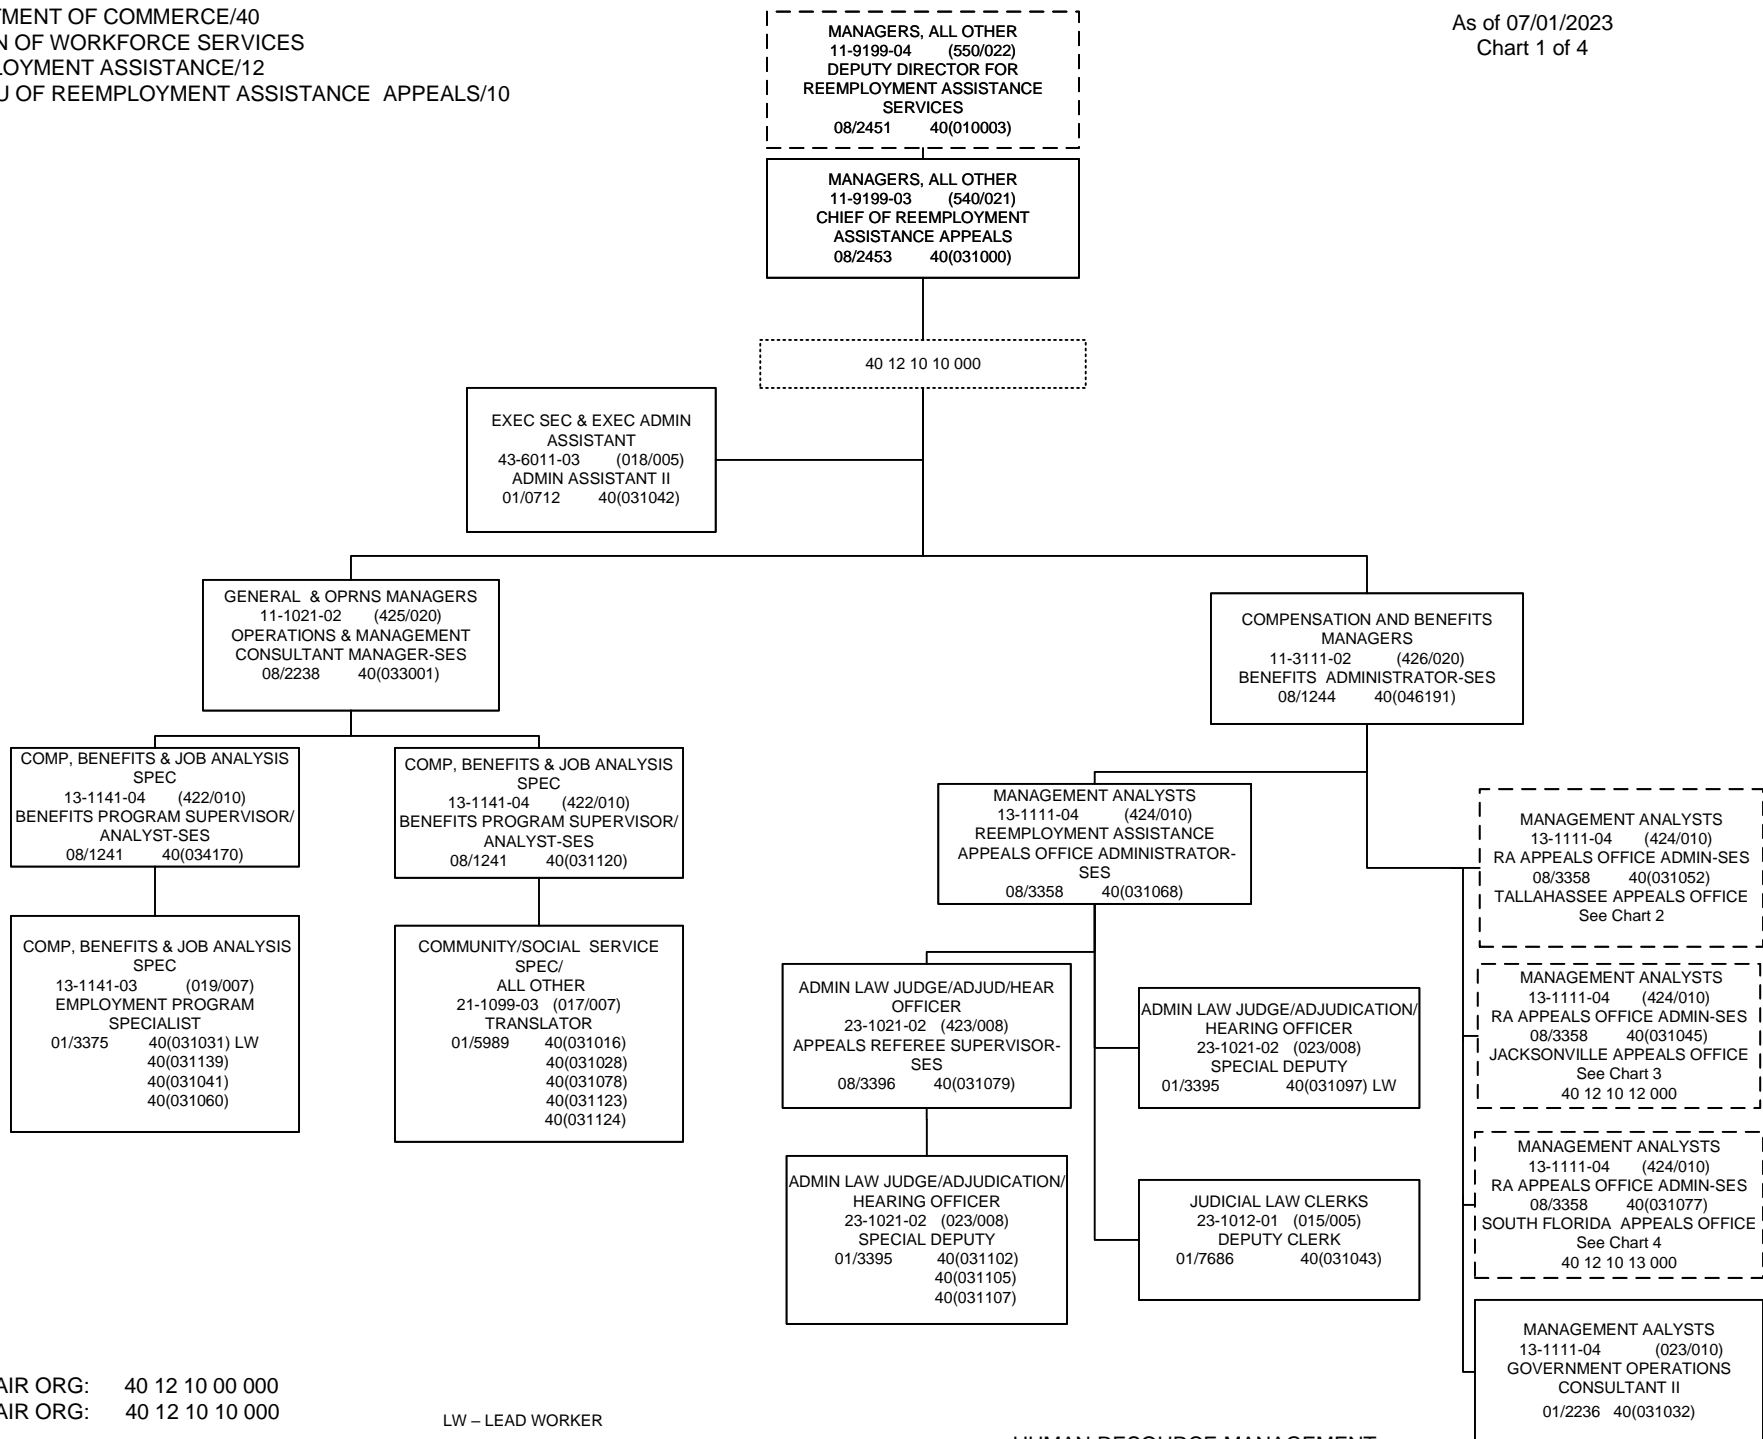 TMENT OF COMMERCE/40
N OF WORKFORCE SERVICES
LOYMENT ASSISTANCE/12
U OF REEMPLOYMENT ASSISTANCE APPEALS/10
As of 07/01/2023
Chart 1 of 4
MANAGERS, ALL OTHER
11-9199-04 (550/022)
DEPUTY DIRECTOR FOR
REEMPLOYMENT ASSISTANCE
SERVICES
08/2451 40(010003)
MANAGERS, ALL OTHER
11-9199-03 (540/021)
CHIEF OF REEMPLOYMENT
ASSISTANCE APPEALS
08/2453 40(031000)
40 12 10 10 000
EXEC SEC & EXEC ADMIN
ASSISTANT
43-6011-03 (018/005)
ADMIN ASSISTANT II
01/0712 40(031042)
GENERAL & OPRNS MANAGERS
11-1021-02 (425/020)
OPERATIONS & MANAGEMENT
CONSULTANT MANAGER-SES
08/2238 40(033001)
COMPENSATION AND BENEFITS
MANAGERS
11-3111-02 (426/020)
BENEFITS ADMINISTRATOR-SES
08/1244 40(046191)
COMP, BENEFITS & JOB ANALYSIS
SPEC
13-1141-04 (422/010)
BENEFITS PROGRAM SUPERVISOR/
ANALYST-SES
08/1241 40(034170)
COMP, BENEFITS & JOB ANALYSIS
SPEC
13-1141-04 (422/010)
BENEFITS PROGRAM SUPERVISOR/
ANALYST-SES
08/1241 40(031120)
MANAGEMENT ANALYSTS
13-1111-04 (424/010)
REEMPLOYMENT ASSISTANCE
APPEALS OFFICE ADMINISTRATOR-
SES
08/3358 40(031068)
MANAGEMENT ANALYSTS
13-1111-04 (424/010)
RA APPEALS OFFICE ADMIN-SES
08/3358 40(031052)
TALLAHASSEE APPEALS OFFICE
See Chart 2
COMP, BENEFITS & JOB ANALYSIS
SPEC
13-1141-03 (019/007)
EMPLOYMENT PROGRAM
SPECIALIST
01/3375 40(031031) LW
40(031139)
40(031041)
40(031060)
COMMUNITY/SOCIAL SERVICE
SPEC/
ALL OTHER
21-1099-03 (017/007)
TRANSLATOR
01/5989 40(031016)
40(031028)
40(031078)
40(031123)
40(031124)
ADMIN LAW JUDGE/ADJUD/HEAR
OFFICER
23-1021-02 (423/008)
APPEALS REFEREE SUPERVISOR-
SES
08/3396 40(031079)
ADMIN LAW JUDGE/ADJUDICATION/
HEARING OFFICER
23-1021-02 (023/008)
SPECIAL DEPUTY
01/3395 40(031097) LW
MANAGEMENT ANALYSTS
13-1111-04 (424/010)
RA APPEALS OFFICE ADMIN-SES
08/3358 40(031045)
JACKSONVILLE APPEALS OFFICE
See Chart 3
40 12 10 12 000
ADMIN LAW JUDGE/ADJUDICATION/
HEARING OFFICER
23-1021-02 (023/008)
SPECIAL DEPUTY
01/3395 40(031102)
40(031105)
40(031107)
JUDICIAL LAW CLERKS
23-1012-01 (015/005)
DEPUTY CLERK
01/7686 40(031043)
MANAGEMENT ANALYSTS
13-1111-04 (424/010)
RA APPEALS OFFICE ADMIN-SES
08/3358 40(031077)
SOUTH FLORIDA APPEALS OFFICE
See Chart 4
40 12 10 13 000
MANAGEMENT AALYSTS
13-1111-04 (023/010)
GOVERNMENT OPERATIONS
CONSULTANT II
01/2236 40(031032)
AIR ORG: 40 12 10 00 000
AIR ORG: 40 12 10 10 000
LW – LEAD WORKER
HUMAN RESOURCE MANAGEMENT